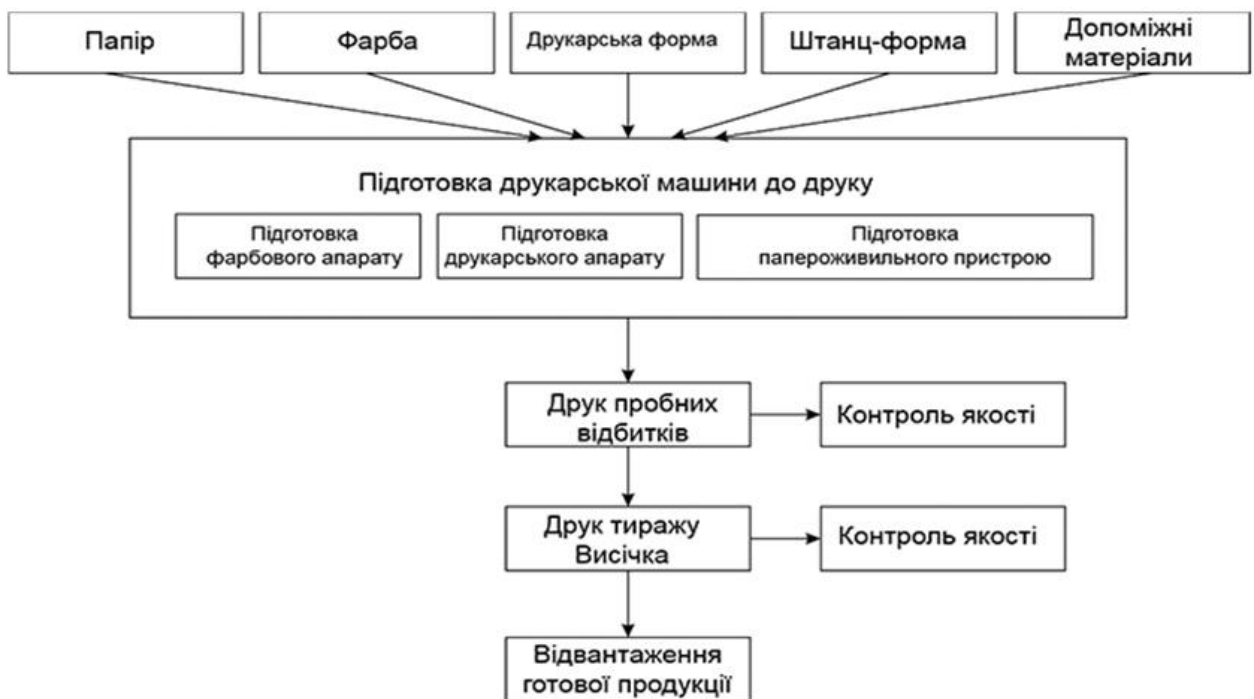 Папір
Фарба
Друкарська форма
Штанц-форма
Допоміжні
матеріали
Підготовка друкарської машини до друку
Підготовка
фарбового апарату
Підготовка
друкарського апарату
Підготовка
папероживильного пристрою
Друк пробних
відбитків
Контроль якості
Друк тиражу
Висічка
Контроль якості
Відвантаження
готової продукції